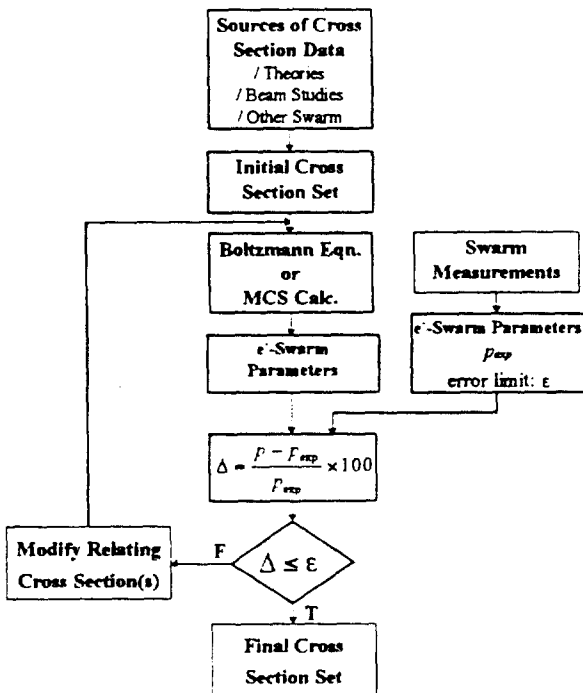 Sources of Cross
Section Data
/ Theories
/ Beam Studies
/ Other Swarm
Initial Cross
Section Set
Boltzmann Eqn.
or
MCS Calc.
Swarm
Measurements
e⁻-Swarm
Parameters
e⁻-Swarm Parameters
p_exp
error limit: ε
Δ = (p − p_exp) / p_exp × 100
Modify Relating
Cross Section(s)
F
Δ ≤ ε
T
Final Cross
Section Set